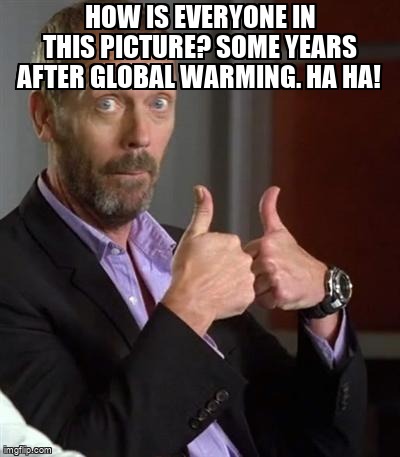 HOW IS EVERYONE IN
THIS PICTURE? SOME YEARS
AFTER GLOBAL WARMING. HA HA!
imgflip.com